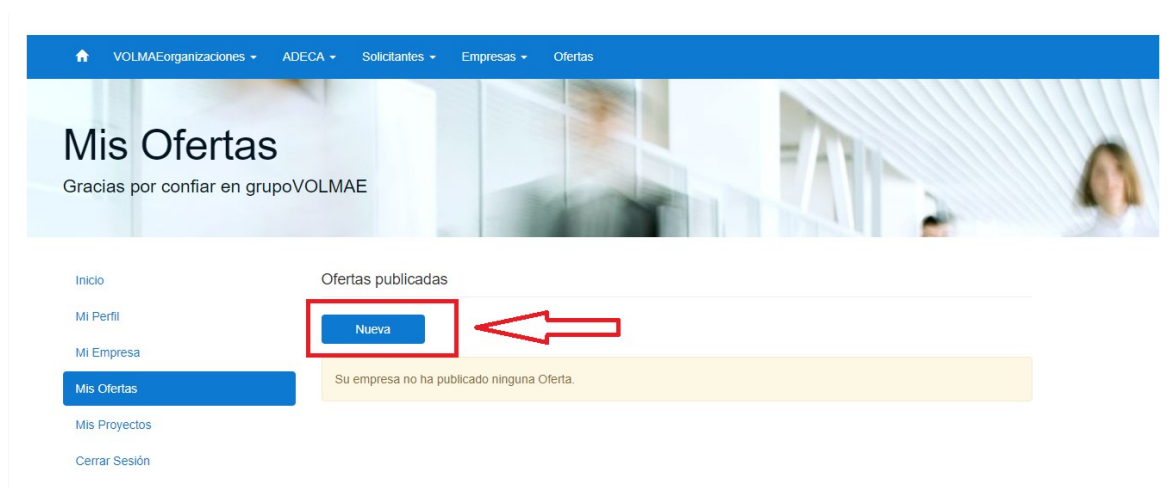 VOLMAEorganizaciones ADECA Solicitantes Empresas Ofertas
Mis Ofertas
Gracias por confiar en grupoVOLMAE
Inicio
Mi Perfil
Mi Empresa
Mis Ofertas
Mis Proyectos
Cerrar Sesión
Ofertas publicadas
Nueva
Su empresa no ha publicado ninguna Oferta.